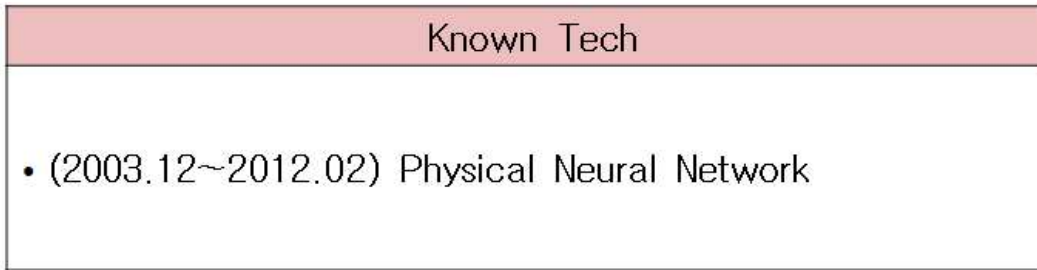 Known Tech
• (2003.12~2012.02) Physical Neural Network